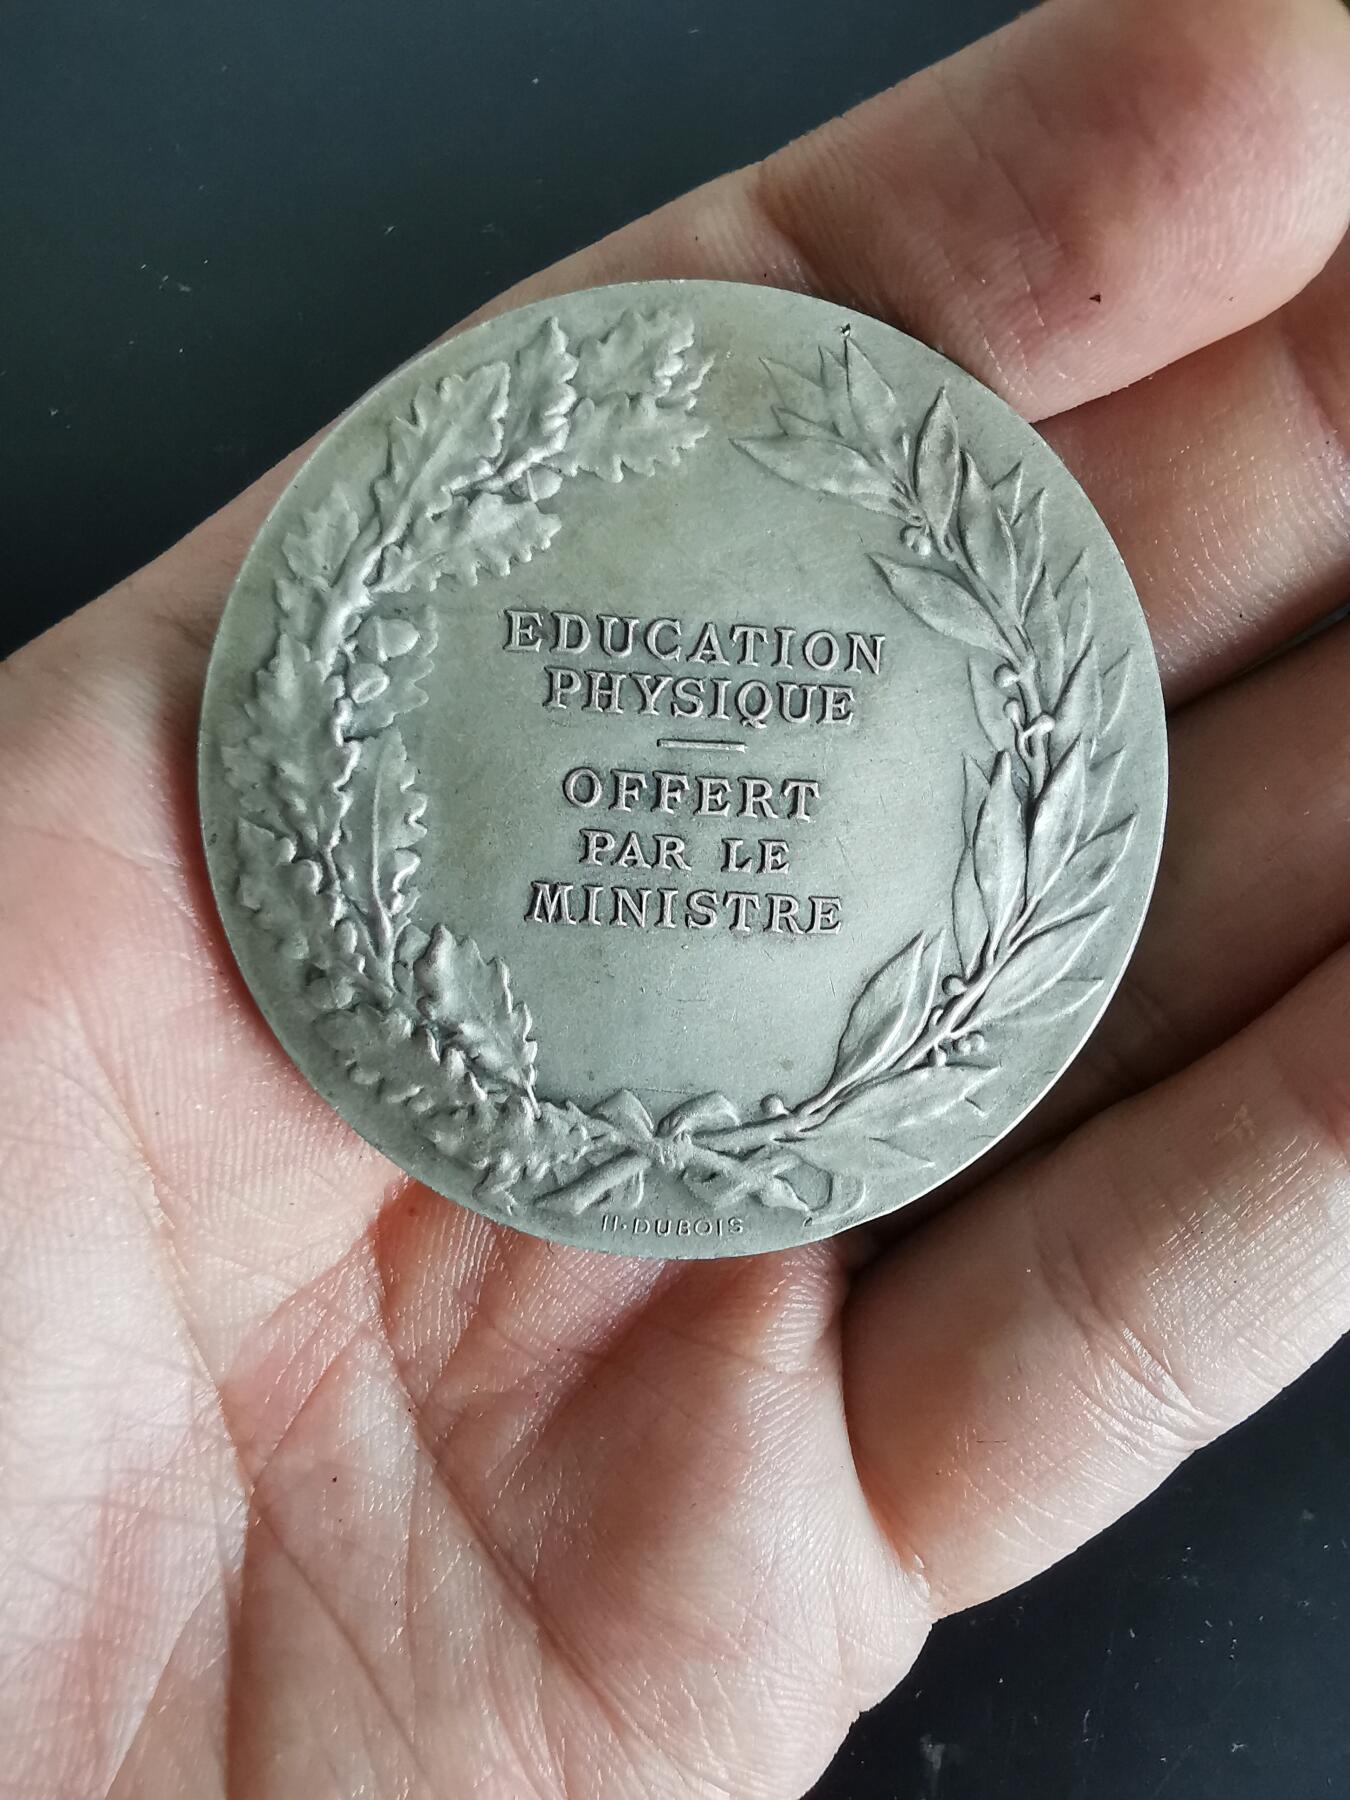 EDUCATION
PHYSIQUE
OFFERT
PAR LE
MINISTRE
H.DUBOIS